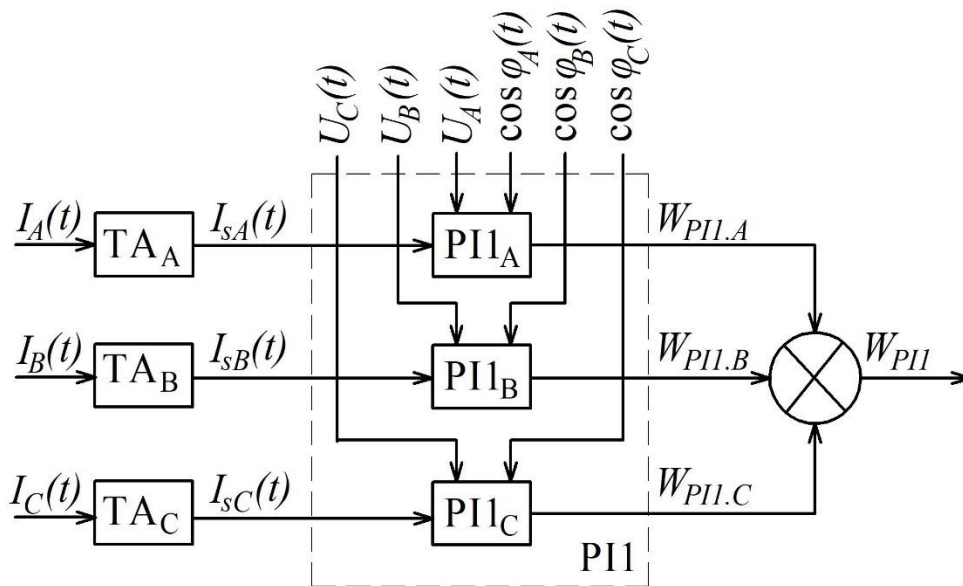 U_C(t)
U_B(t)
U_A(t)
cos φ_A(t)
cos φ_B(t)
cos φ_C(t)
I_A(t)
TA_A
I_sA(t)
PI1_A
W_PI1.A
I_B(t)
TA_B
I_sB(t)
PI1_B
W_PI1.B
W_PI1
I_C(t)
TA_C
I_sC(t)
PI1_C
W_PI1.C
PI1